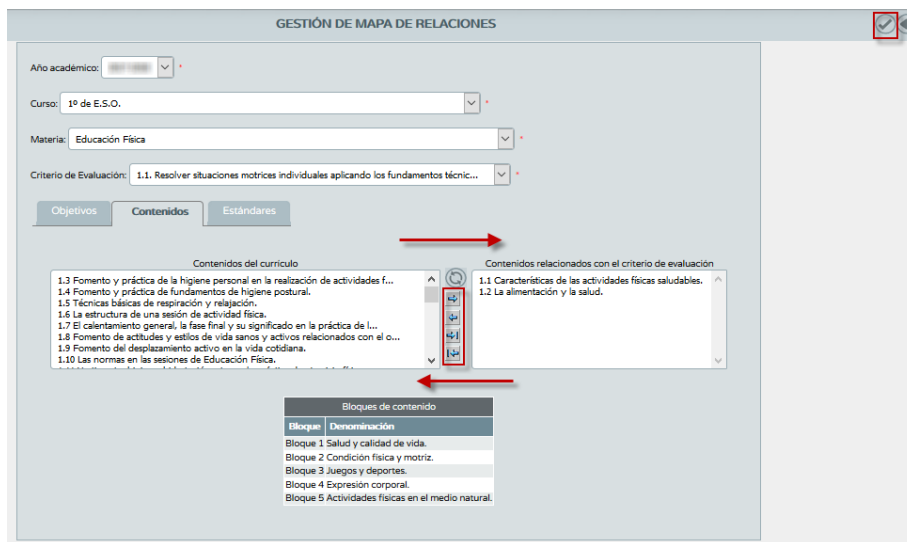 GESTIÓN DE MAPA DE RELACIONES
Año académico: *
Curso: 1º de E.S.O. *
Materia: Educación Física *
Criterio de Evaluación: 1.1. Resolver situaciones motrices individuales aplicando los fundamentos técnic... *
Objetivos Contenidos Estándares
Contenidos del currículo
1.3 Fomento y práctica de la higiene personal en la realización de actividades f...
1.4 Fomento y práctica de fundamentos de higiene postural.
1.5 Técnicas básicas de respiración y relajación.
1.6 La estructura de una sesión de actividad física.
1.7 El calentamiento general, la fase final y su significado en la práctica de l...
1.8 Fomento de actitudes y estilos de vida sanos y activos relacionados con el o...
1.9 Fomento del desplazamiento activo en la vida cotidiana.
1.10 Las normas en las sesiones de Educación Física.
Contenidos relacionados con el criterio de evaluación
1.1 Características de las actividades físicas saludables.
1.2 La alimentación y la salud.
Bloques de contenido
Bloque Denominación
Bloque 1 Salud y calidad de vida.
Bloque 2 Condición física y motriz.
Bloque 3 Juegos y deportes.
Bloque 4 Expresión corporal.
Bloque 5 Actividades físicas en el medio natural.